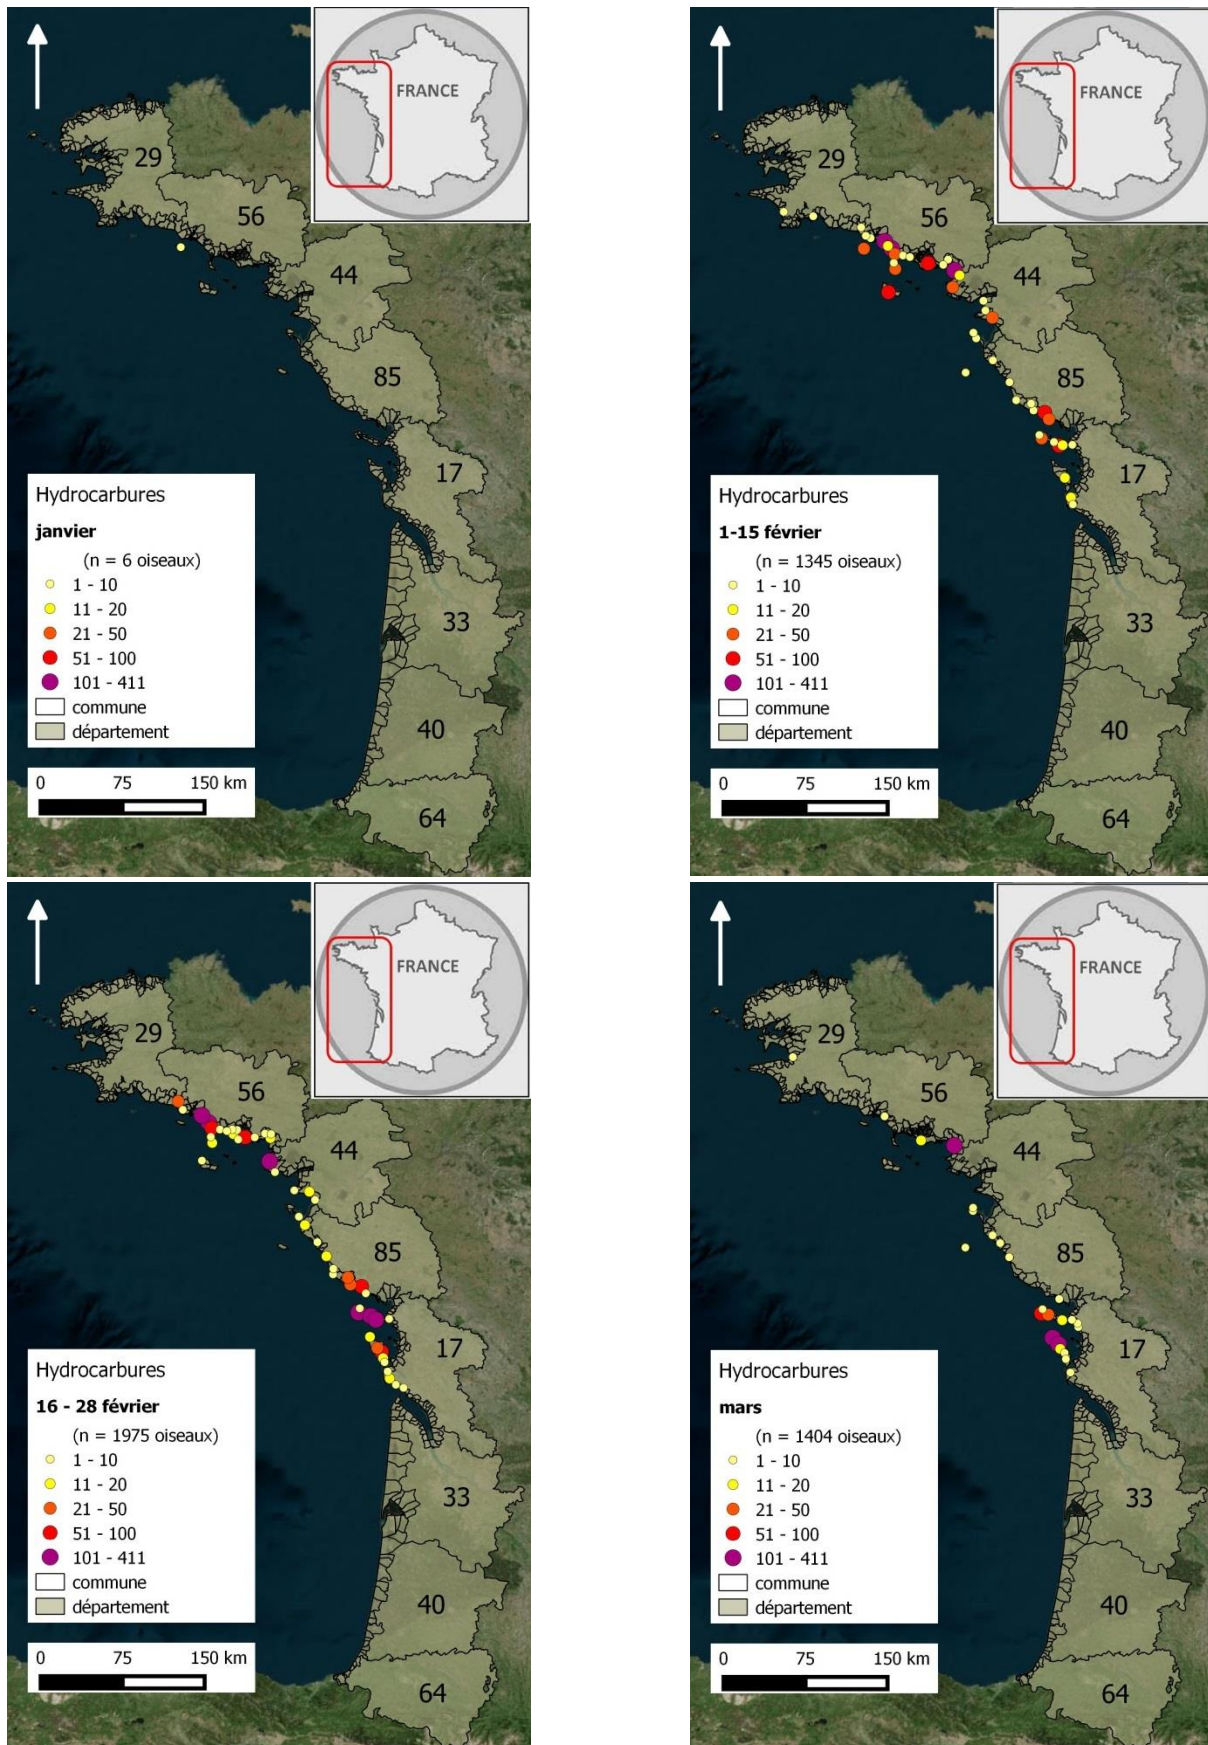 FRANCE
29
56
44
85
17
33
40
64
Hydrocarbures
janvier
(n = 6 oiseaux)
1 - 10
11 - 20
21 - 50
51 - 100
101 - 411
commune
département
0 75 150 km
FRANCE
29
56
44
85
17
33
40
64
Hydrocarbures
1-15 février
(n = 1345 oiseaux)
1 - 10
11 - 20
21 - 50
51 - 100
101 - 411
commune
département
0 75 150 km
FRANCE
29
56
44
85
17
33
40
64
Hydrocarbures
16 - 28 février
(n = 1975 oiseaux)
1 - 10
11 - 20
21 - 50
51 - 100
101 - 411
commune
département
0 75 150 km
FRANCE
29
56
44
85
17
33
40
64
Hydrocarbures
mars
(n = 1404 oiseaux)
1 - 10
11 - 20
21 - 50
51 - 100
101 - 411
commune
département
0 75 150 km